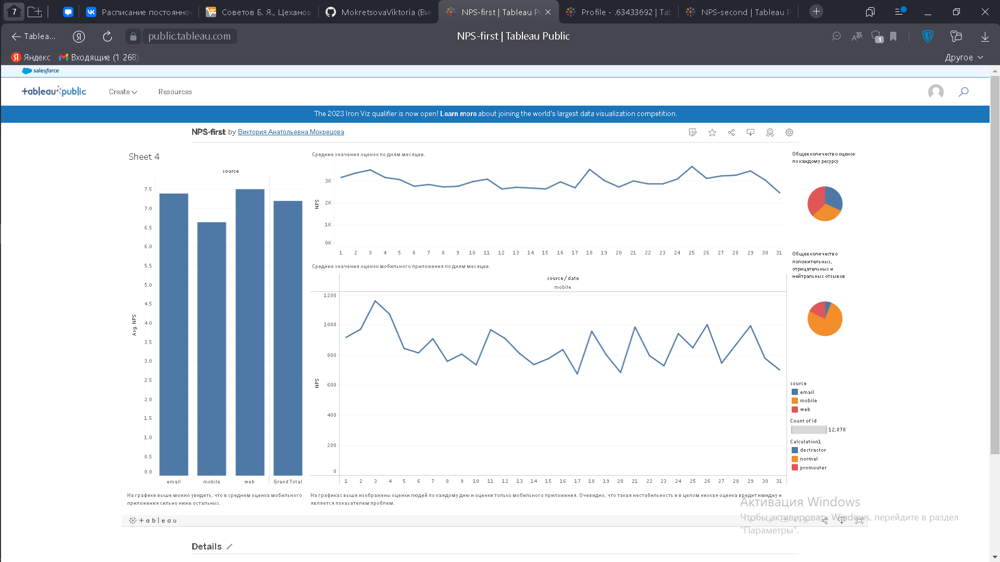 7
Расписание постоянно
Советов Б. Я., Цеханов
MokretsovaViktoria (Ви
NPS-first | Tableau Pu
Profile - .63433692 | Tab
NPS-second | Tableau P
Tablea...
public.tableau.com
NPS-first | Tableau Public
1
Яндекс
Входящие (1 268)
Другое
salesforce
+ableau public
Create
Resources
The 2023 Iron Viz qualifier is now open! Learn more about joining the world's largest data visualization competition.
NPS-first by Виктория Анатольевна Мокрецова
Sheet 4
source
Avg. NPS
7.5
7.0
6.5
6.0
5.5
5.0
4.5
4.0
3.5
3.0
2.5
2.0
1.5
1.0
0.5
0.0
email mobile web Grand Total
На графике выше можно увидеть, что в среднем оценка мобильного
приложения сильно ниже остальных.
Средние значения оценок по дням месяцев.
NPS
3K
2K
1K
0K
1 2 3 4 5 6 7 8 9 10 11 12 13 14 15 16 17 18 19 20 21 22 23 24 25 26 27 28 29 30 31
Средние значения оценок мобильного приложения по дням месяцев.
source / date
mobile
NPS
1200
1000
800
600
400
200
0
1 2 3 4 5 6 7 8 9 10 11 12 13 14 15 16 17 18 19 20 21 22 23 24 25 26 27 28 29 30 31
На графиках выше изображены оценки людей по каждому дню и оценки только мобильного приложения. Очевидно, что такая нестабильность и в целом низкая оценка вредит имиджу и
является показателем проблем.
Общее количество оценок
по каждому ресурсу
Общее количество
положительных,
отрицательных и
нейтральных отзывов
source
email
mobile
web
Count of id
12,878
Calculation1
destractor
normal
promouter
Активация Windows
Чтобы активировать Windows, перейдите в раздел
"Параметры".
+ableau
Details